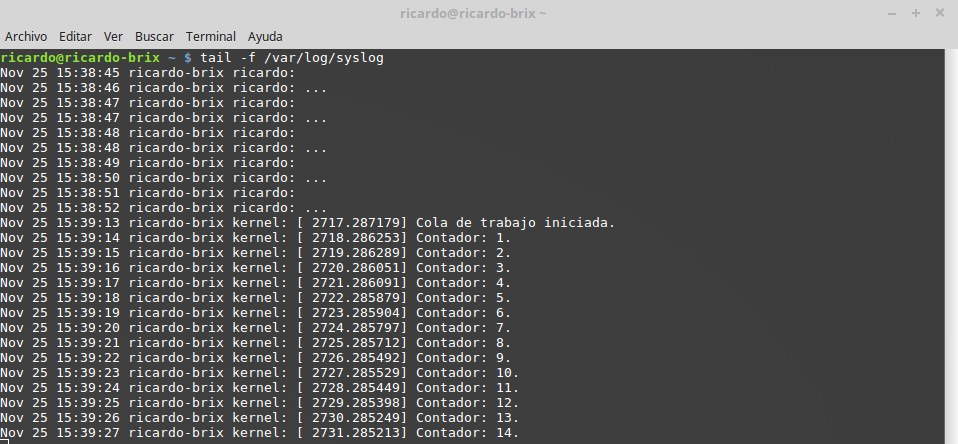 ricardo@ricardo-brix ~
Archivo Editar Ver Buscar Terminal Ayuda
ricardo@ricardo-brix ~ $ tail -f /var/log/syslog
Nov 25 15:38:45 ricardo-brix ricardo:
Nov 25 15:38:46 ricardo-brix ricardo: ...
Nov 25 15:38:47 ricardo-brix ricardo:
Nov 25 15:38:47 ricardo-brix ricardo: ...
Nov 25 15:38:48 ricardo-brix ricardo:
Nov 25 15:38:48 ricardo-brix ricardo: ...
Nov 25 15:38:49 ricardo-brix ricardo:
Nov 25 15:38:50 ricardo-brix ricardo: ...
Nov 25 15:38:51 ricardo-brix ricardo:
Nov 25 15:38:52 ricardo-brix ricardo: ...
Nov 25 15:39:13 ricardo-brix kernel: [ 2717.287179] Cola de trabajo iniciada.
Nov 25 15:39:14 ricardo-brix kernel: [ 2718.286253] Contador: 1.
Nov 25 15:39:15 ricardo-brix kernel: [ 2719.286289] Contador: 2.
Nov 25 15:39:16 ricardo-brix kernel: [ 2720.286051] Contador: 3.
Nov 25 15:39:17 ricardo-brix kernel: [ 2721.286091] Contador: 4.
Nov 25 15:39:18 ricardo-brix kernel: [ 2722.285879] Contador: 5.
Nov 25 15:39:19 ricardo-brix kernel: [ 2723.285904] Contador: 6.
Nov 25 15:39:20 ricardo-brix kernel: [ 2724.285797] Contador: 7.
Nov 25 15:39:21 ricardo-brix kernel: [ 2725.285712] Contador: 8.
Nov 25 15:39:22 ricardo-brix kernel: [ 2726.285492] Contador: 9.
Nov 25 15:39:23 ricardo-brix kernel: [ 2727.285529] Contador: 10.
Nov 25 15:39:24 ricardo-brix kernel: [ 2728.285449] Contador: 11.
Nov 25 15:39:25 ricardo-brix kernel: [ 2729.285398] Contador: 12.
Nov 25 15:39:26 ricardo-brix kernel: [ 2730.285249] Contador: 13.
Nov 25 15:39:27 ricardo-brix kernel: [ 2731.285213] Contador: 14.